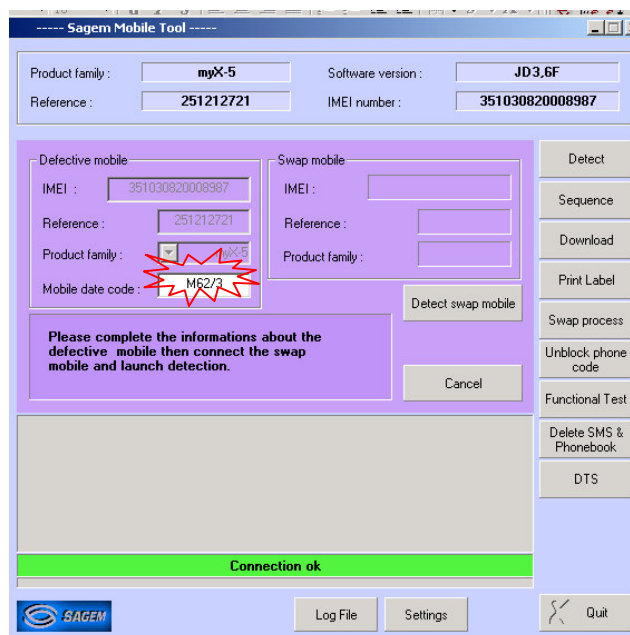 ----- Sagem Mobile Tool -----
Product family : myX-5 Software version : JD3,6F
Reference : 251212721 IMEI number : 351030820008987
Defective mobile
IMEI : 351030820008987
Reference : 251212721
Product family : myX-5
Mobile date code : M62/3
Swap mobile
IMEI :
Reference :
Product family :
Detect swap mobile
Please complete the informations about the
defective mobile then connect the swap
mobile and launch detection.
Cancel
Detect
Sequence
Download
Print Label
Swap process
Unblock phone
code
Functional Test
Delete SMS &
Phonebook
DTS
Connection ok
SAGEM
Log File
Settings
Quit